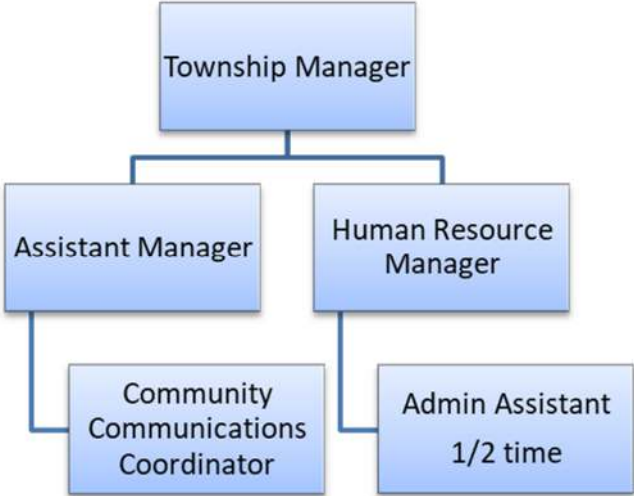 Township Manager
Assistant Manager
Human Resource
Manager
Community
Communications
Coordinator
Admin Assistant
1/2 time